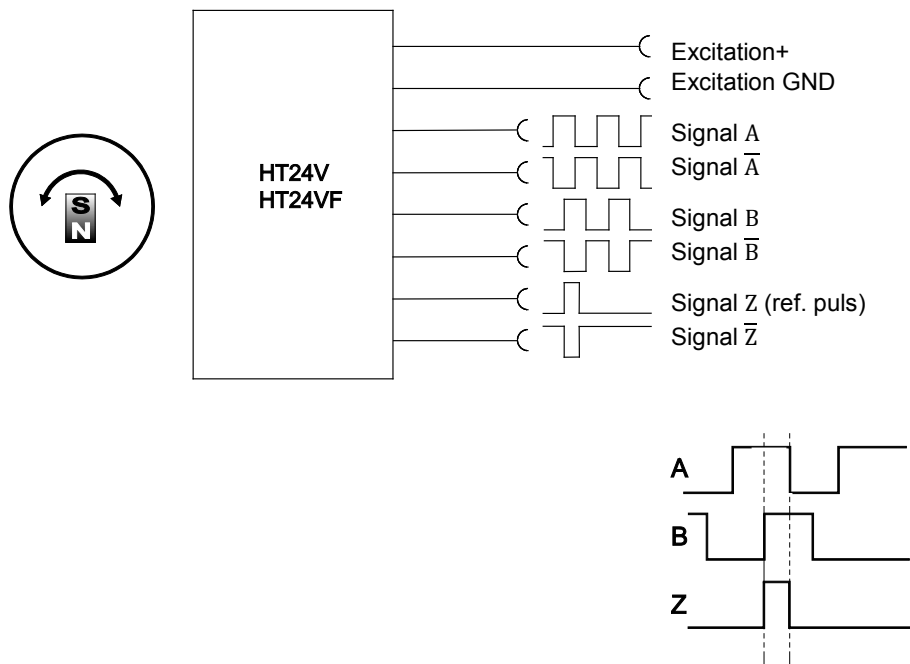 Excitation+
Excitation GND
Signal A
Signal A̅
HT24V
HT24VF
S
N
Signal B
Signal B̅
Signal Z (ref. puls)
Signal Z̅
A
B
Z